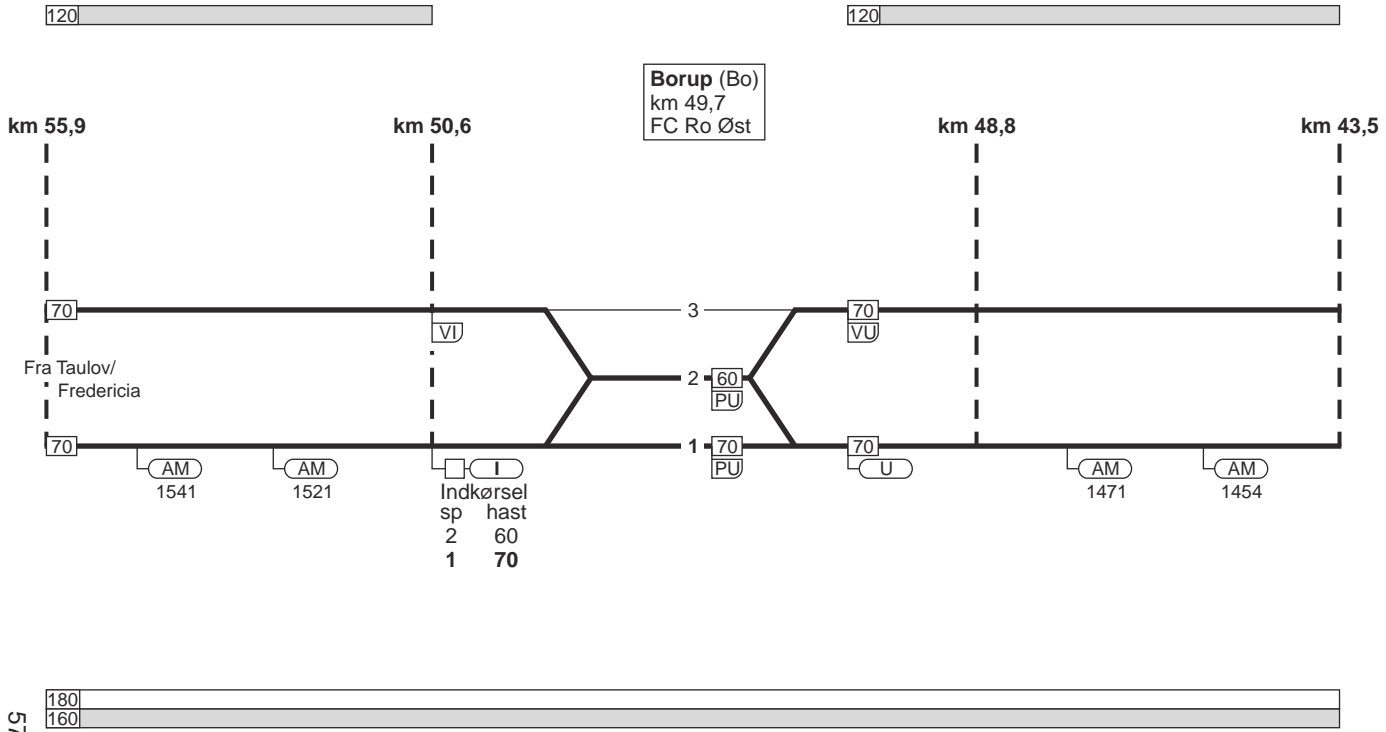 120
120
Borup (Bo)
km 49,7
FC Ro Øst
km 55,9
km 50,6
km 48,8
km 43,5
70
3
70
VI
VU
Fra Taulov/
Fredericia
2
60
PU
70
1
70
70
PU
AM
AM
I
U
AM
AM
1541
1521
Indkørsel
1471
1454
sp hast
2 60
1 70
180
160
57